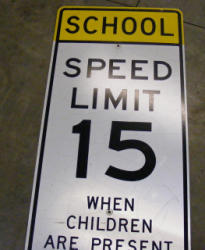 SCHOOL
SPEED
LIMIT
15
WHEN
CHILDREN
ARE PRESENT